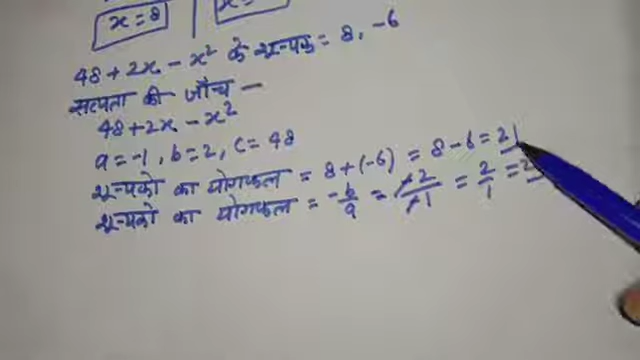 x = 8 | x =
48 + 2x - x² के शून्यक = 8, -6
सत्यता की जाँच -
48 + 2x - x²
a = -1, b = 2, c = 48
शून्यको का योगफल = 8 + (-6) = 8 - 6 = 2
शून्यको का योगफल = -b/a = -2/-1 = 2/1 = 2